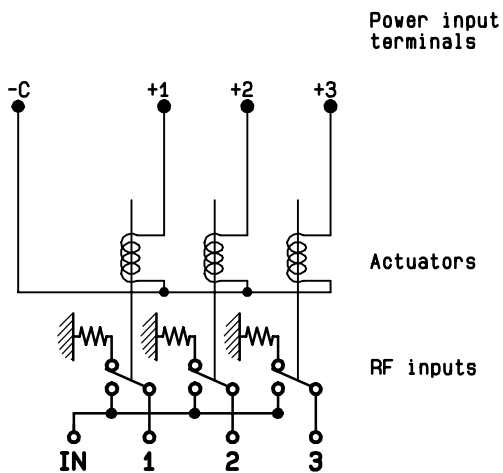 Power input
terminals
-C +1 +2 +3
Actuators
RF inputs
IN 1 2 3